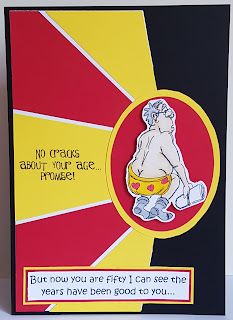 No cracks
about your age...
promise!
But now you are fifty I can see the
years have been good to you...